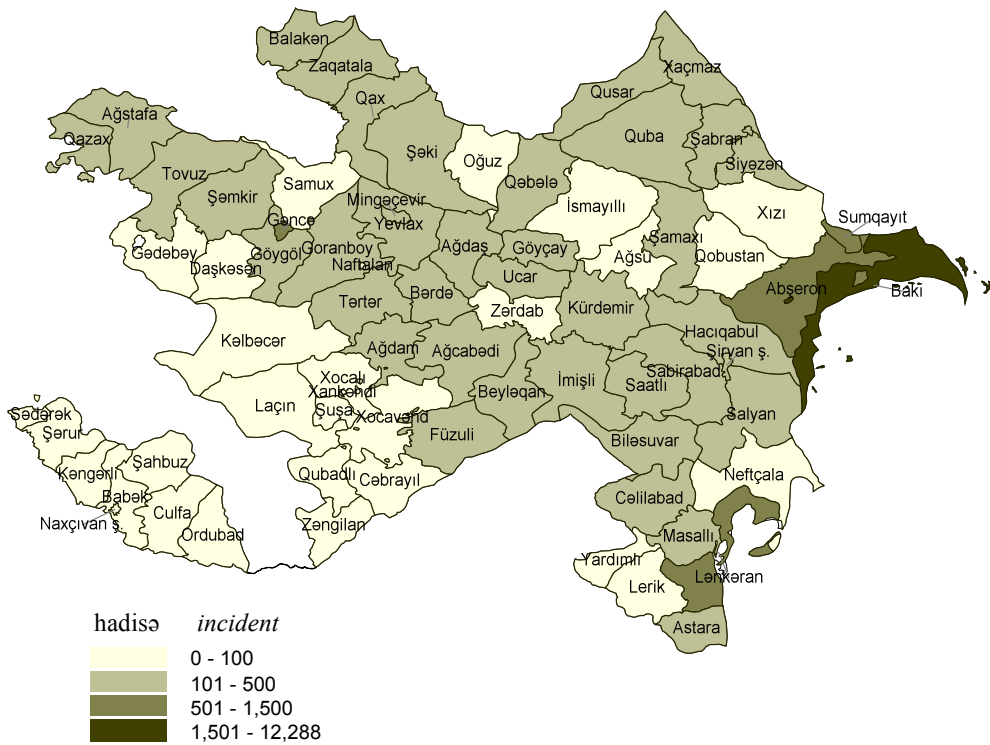 Balakən
Zaqatala
Xaçmaz
Qax
Qusar
Ağstafa
Qazax
Quba
Şabran
Şəki
Oğuz
Siyəzən
Tovuz
Samux
Qəbələ
Şəmkir
Mingəçevir
İsmayıllı
Xızı
Sumqayıt
Gəncə
Yevlax
Şamaxı
Gədəbəy
Göygöl
Goranboy
Ağdaş
Göyçay
Ağsu
Qobustan
Daşkəsən
Naftalan
Ucar
Abşeron
Bakı
Tərtər
Bərdə
Zərdab
Kürdəmir
Kəlbəcər
Ağdam
Ağcabədi
Hacıqabul
Şirvan ş.
Xocalı
Xankəndi
Beyləqan
İmişli
Saatlı
Sabirabad
Laçın
Şuşa
Xocavənd
Salyan
Sədərək
Şərur
Füzuli
Biləsuvar
Şahbuz
Kəngərli
Qubadlı
Cəbrayıl
Neftçala
Babək
Cəlilabad
Culfa
Naxçıvan ş.
Zəngilan
Ordubad
Masallı
Yardımlı
Lerik
Lənkəran
Astara
hadisə incident
0 - 100
101 - 500
501 - 1,500
1,501 - 12,288